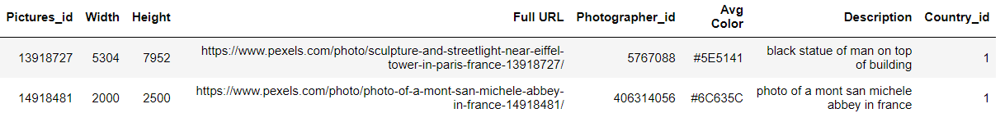 Pictures_id Width Height Full URL Photographer_id Avg Color Description Country_id
13918727 5304 7952 https://www.pexels.com/photo/sculpture-and-streetlight-near-eiffel-
tower-in-paris-france-13918727/ 5767088 #5E5141 black statue of man on top
of building 1
14918481 2000 2500 https://www.pexels.com/photo/photo-of-a-mont-san-michele-abbey-
in-france-14918481/ 406314056 #6C635C photo of a mont san michele
abbey in france 1